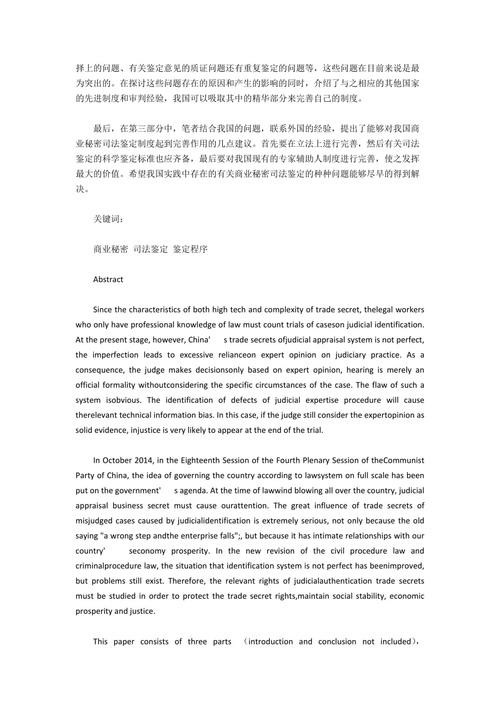 择上的问题、有关鉴定意见的质证问题还有重复鉴定的问题等，这些问题在目前来说是最
为突出的。在探讨这些问题存在的原因和产生的影响的同时，介绍了与之相应的其他国家
的先进制度和审判经验，我国可以吸取其中的精华部分来完善自己的制度。
最后，在第三部分中，笔者结合我国的问题，联系外国的经验，提出了能够对我国商
业秘密司法鉴定制度起到完善作用的几点建议。首先要在立法上进行完善，然后有关司法
鉴定的科学鉴定标准也应齐备，最后要对我国现有的专家辅助人制度进行完善，使之发挥
最大的价值。希望我国实践中存在的有关商业秘密司法鉴定的种种问题能够尽早的得到解
决。
关键词：
商业秘密 司法鉴定 鉴定程序
Abstract
Since the characteristics of both high tech and complexity of trade secret, thelegal workers
who only have professional knowledge of law must count trials of caseson judicial identification.
At the present stage, however, China' s trade secrets ofjudicial appraisal system is not perfect,
the imperfection leads to excessive relianceon expert opinion on judiciary practice. As a
consequence, the judge makes decisionsonly based on expert opinion, hearing is merely an
official formality withoutconsidering the specific circumstances of the case. The flaw of such a
system isobvious. The identification of defects of judicial expertise procedure will cause
therelevant technical information bias. In this case, if the judge still consider the expertopinion as
solid evidence, injustice is very likely to appear at the end of the trial.
In October 2014, in the Eighteenth Session of the Fourth Plenary Session of theCommunist
Party of China, the idea of governing the country according to lawsystem on full scale has been
put on the government' s agenda. At the time of lawwind blowing all over the country, judicial
appraisal business secret must cause ourattention. The great influence of trade secrets of
misjudged cases caused by judicialidentification is extremely serious, not only because the old
saying "a wrong step andthe enterprise falls";, but because it has intimate relationships with our
country' seconomy prosperity. In the new revision of the civil procedure law and
criminalprocedure law, the situation that identification system is not perfect has beenimproved,
but problems still exist. Therefore, the relevant rights of judicialauthentication trade secrets
must be studied in order to protect the trade secret rights,maintain social stability, economic
prosperity and justice.
This paper consists of three parts （introduction and conclusion not included），